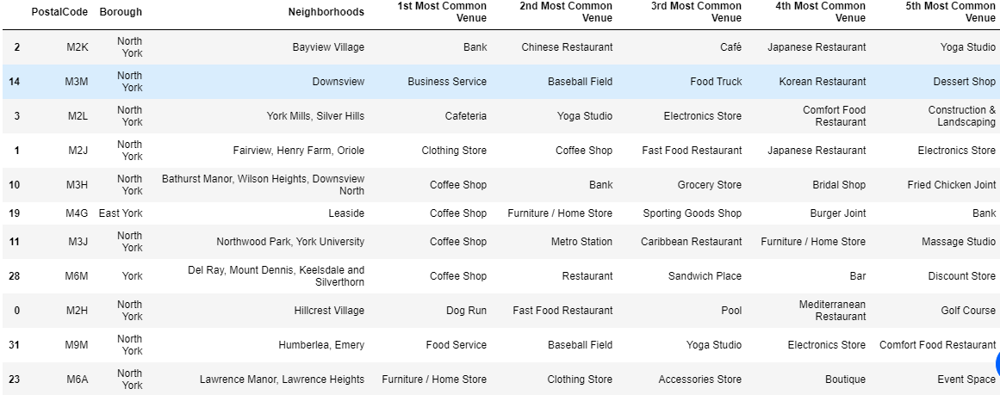 PostalCode Borough Neighborhoods 1st Most Common Venue 2nd Most Common Venue 3rd Most Common Venue 4th Most Common Venue 5th Most Common Venue
2 M2K North York Bayview Village Bank Chinese Restaurant Café Japanese Restaurant Yoga Studio
14 M3M North York Downsview Business Service Baseball Field Food Truck Korean Restaurant Dessert Shop
3 M2L North York York Mills, Silver Hills Cafeteria Yoga Studio Electronics Store Comfort Food Restaurant Construction & Landscaping
1 M2J North York Fairview, Henry Farm, Oriole Clothing Store Coffee Shop Fast Food Restaurant Japanese Restaurant Electronics Store
10 M3H North York Bathurst Manor, Wilson Heights, Downsview North Coffee Shop Bank Grocery Store Bridal Shop Fried Chicken Joint
19 M4G East York Leaside Coffee Shop Furniture / Home Store Sporting Goods Shop Burger Joint Bank
11 M3J North York Northwood Park, York University Coffee Shop Metro Station Caribbean Restaurant Furniture / Home Store Massage Studio
28 M6M York Del Ray, Mount Dennis, Keelsdale and Silverthorn Coffee Shop Restaurant Sandwich Place Bar Discount Store
0 M2H North York Hillcrest Village Dog Run Fast Food Restaurant Pool Mediterranean Restaurant Golf Course
31 M9M North York Humberlea, Emery Food Service Baseball Field Yoga Studio Electronics Store Comfort Food Restaurant
23 M6A North York Lawrence Manor, Lawrence Heights Furniture / Home Store Clothing Store Accessories Store Boutique Event Space